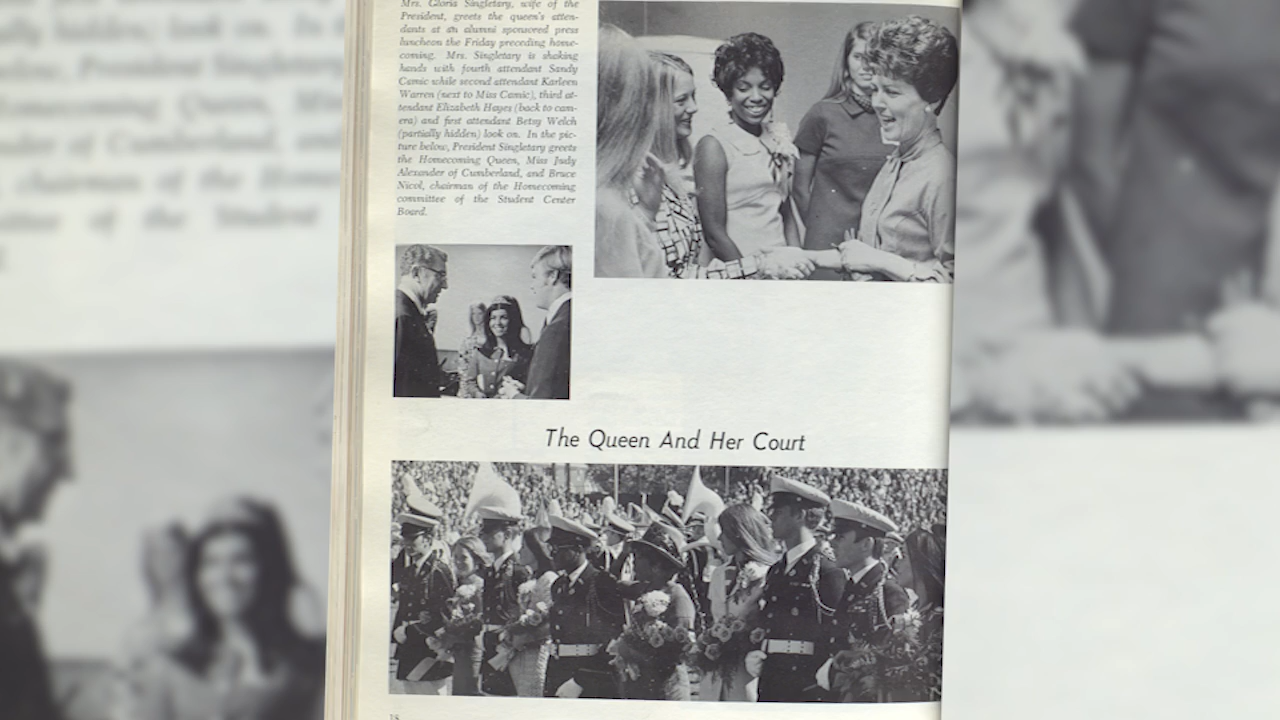 Mrs. Gloria Singletary, wife of the
President, greets the queen's atten-
dants at an alumni sponsored press
luncheon the Friday preceding home-
coming. Mrs. Singletary is shaking
hands with fourth attendant Sandy
Camic while second attendant Karleen
Warren (next to Miss Camic), third at-
tendant Elizabeth Hayes (back to cam-
era) and first attendant Betsy Welch
(partially hidden) look on. In the pic-
ture below, President Singletary greets
the Homecoming Queen, Miss Judy
Alexander of Cumberland, and Bruce
Nicol, chairman of the Homecoming
committee of the Student Center
Board.
The Queen And Her Court